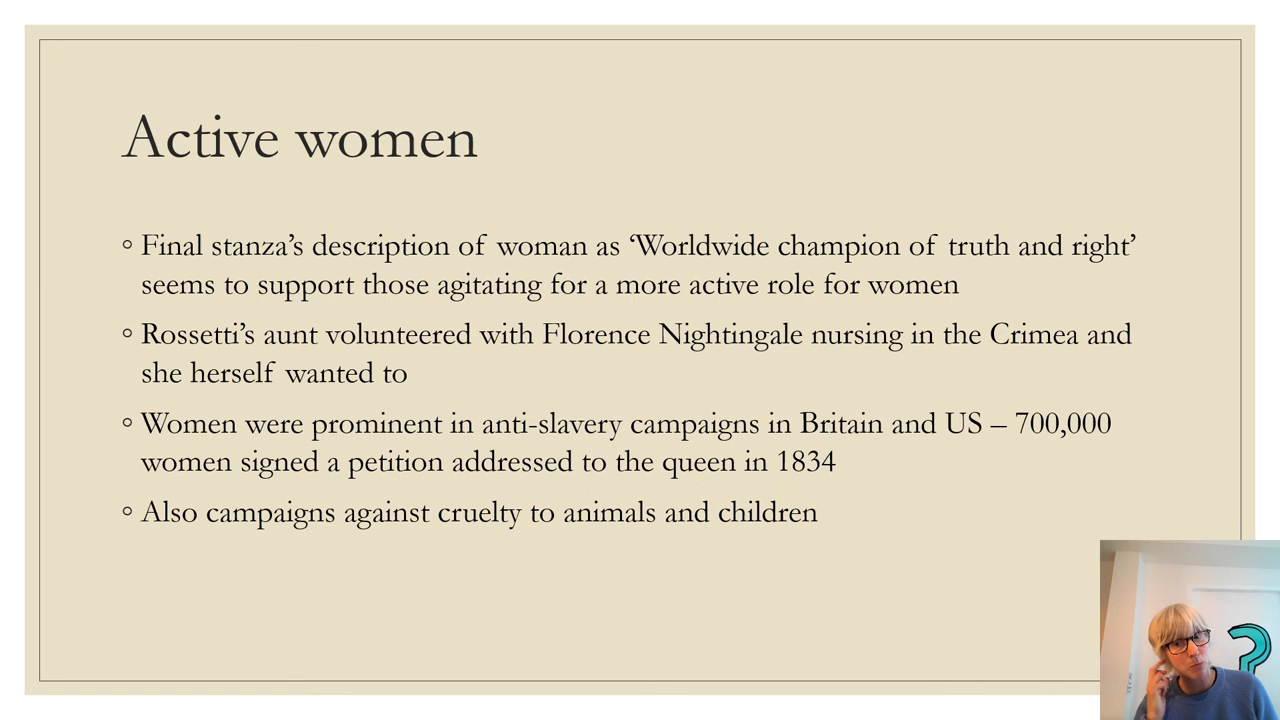 Active women
◦ Final stanza’s description of woman as ‘Worldwide champion of truth and right’
seems to support those agitating for a more active role for women
◦ Rossetti’s aunt volunteered with Florence Nightingale nursing in the Crimea and
she herself wanted to
◦ Women were prominent in anti-slavery campaigns in Britain and US – 700,000
women signed a petition addressed to the queen in 1834
◦ Also campaigns against cruelty to animals and children
?